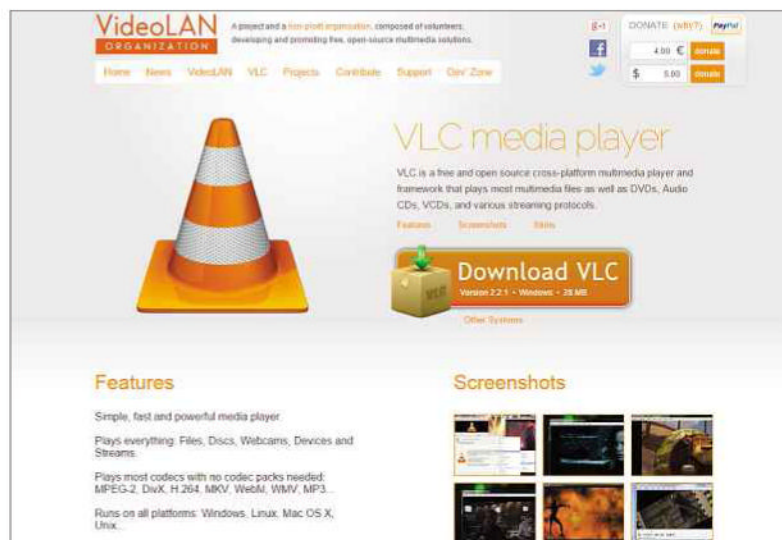 VideoLAN
ORGANIZATION
A project and a non-profit organization, composed of volunteers,
developing and promoting free, open-source multimedia solutions.
g+1
DONATE (why?) PayPal
4.00 € donate
$ 5.00 donate
Home News VideoLAN VLC Projects Contribute Support Dev' Zone
VLC media player
VLC is a free and open source cross-platform multimedia player and
framework that plays most multimedia files as well as DVDs, Audio
CDs, VCDs, and various streaming protocols.
Features Screenshots Skins
VLC
Download VLC
Version 2.2.1 • Windows • 28 MB
Other Systems
Features
Simple, fast and powerful media player.
Plays everything: Files, Discs, Webcams, Devices and
Streams.
Plays most codecs with no codec packs needed:
MPEG-2, DivX, H.264, MKV, WebM, WMV, MP3...
Runs on all platforms: Windows, Linux, Mac OS X,
Unix...
Screenshots